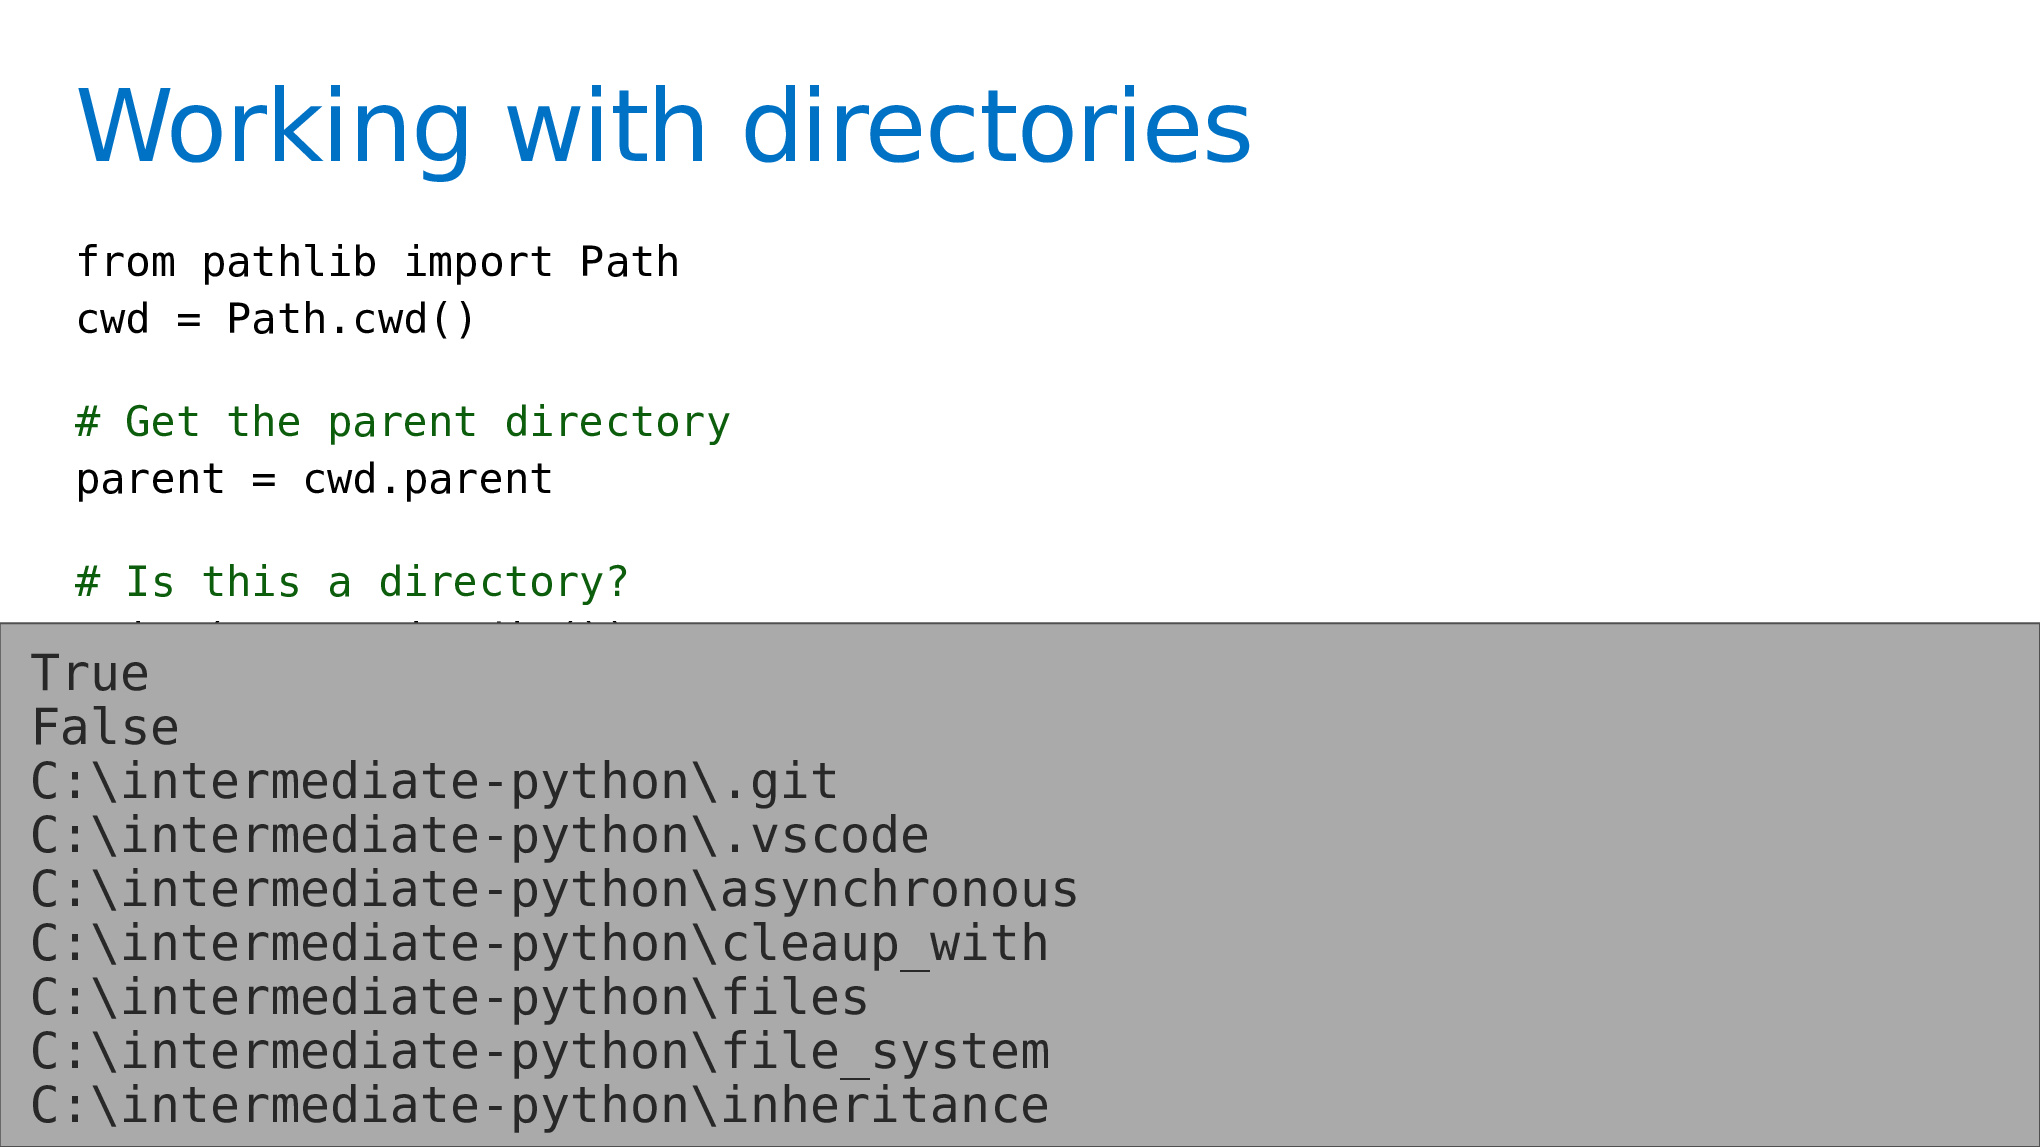 Working with directories
from pathlib import Path
cwd = Path.cwd()
# Get the parent directory
parent = cwd.parent
# Is this a directory?
True
False
C:\intermediate-python\.git
C:\intermediate-python\.vscode
C:\intermediate-python\asynchronous
C:\intermediate-python\cleaup_with
C:\intermediate-python\files
C:\intermediate-python\file_system
C:\intermediate-python\inheritance